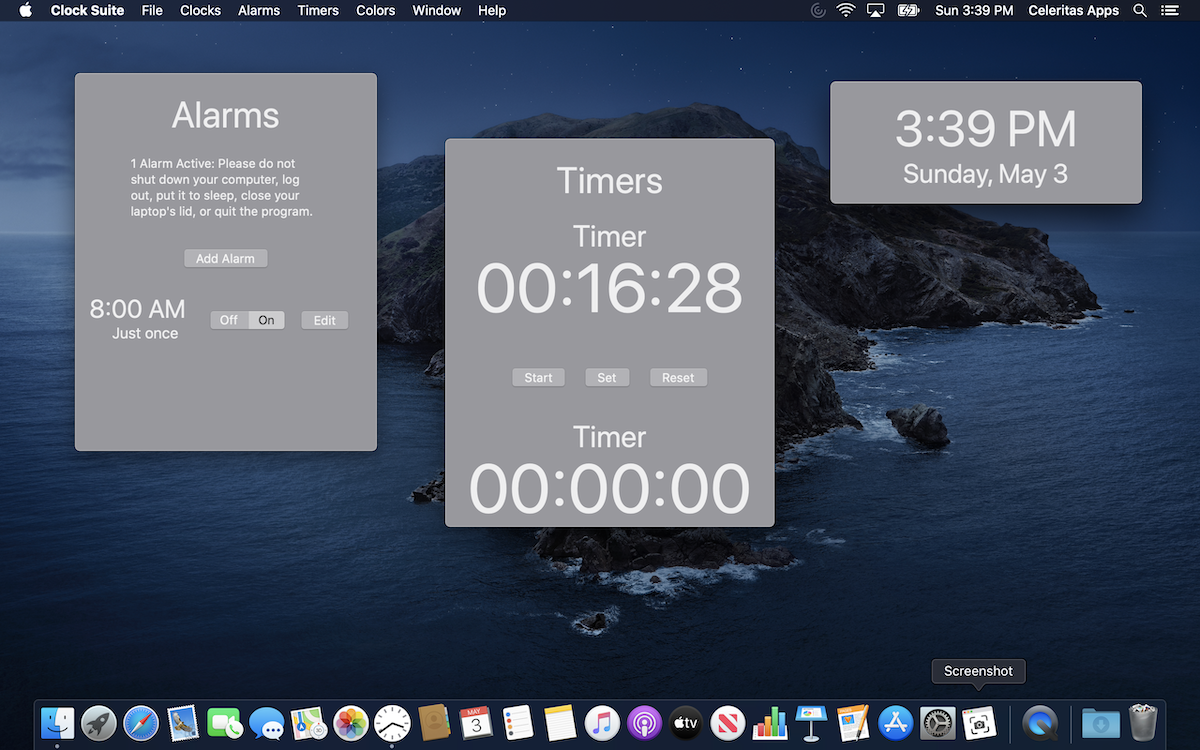 Clock Suite File Clocks Alarms Timers Colors Window Help Sun 3:39 PM Celeritas Apps
Alarms
1 Alarm Active: Please do not
shut down your computer, log
out, put it to sleep, close your
laptop's lid, or quit the program.
Add Alarm
8:00 AM
Just once
Off On Edit
Timers
Timer
00:16:28
Start Set Reset
Timer
00:00:00
3:39 PM
Sunday, May 3
Screenshot
MAY
3
tv